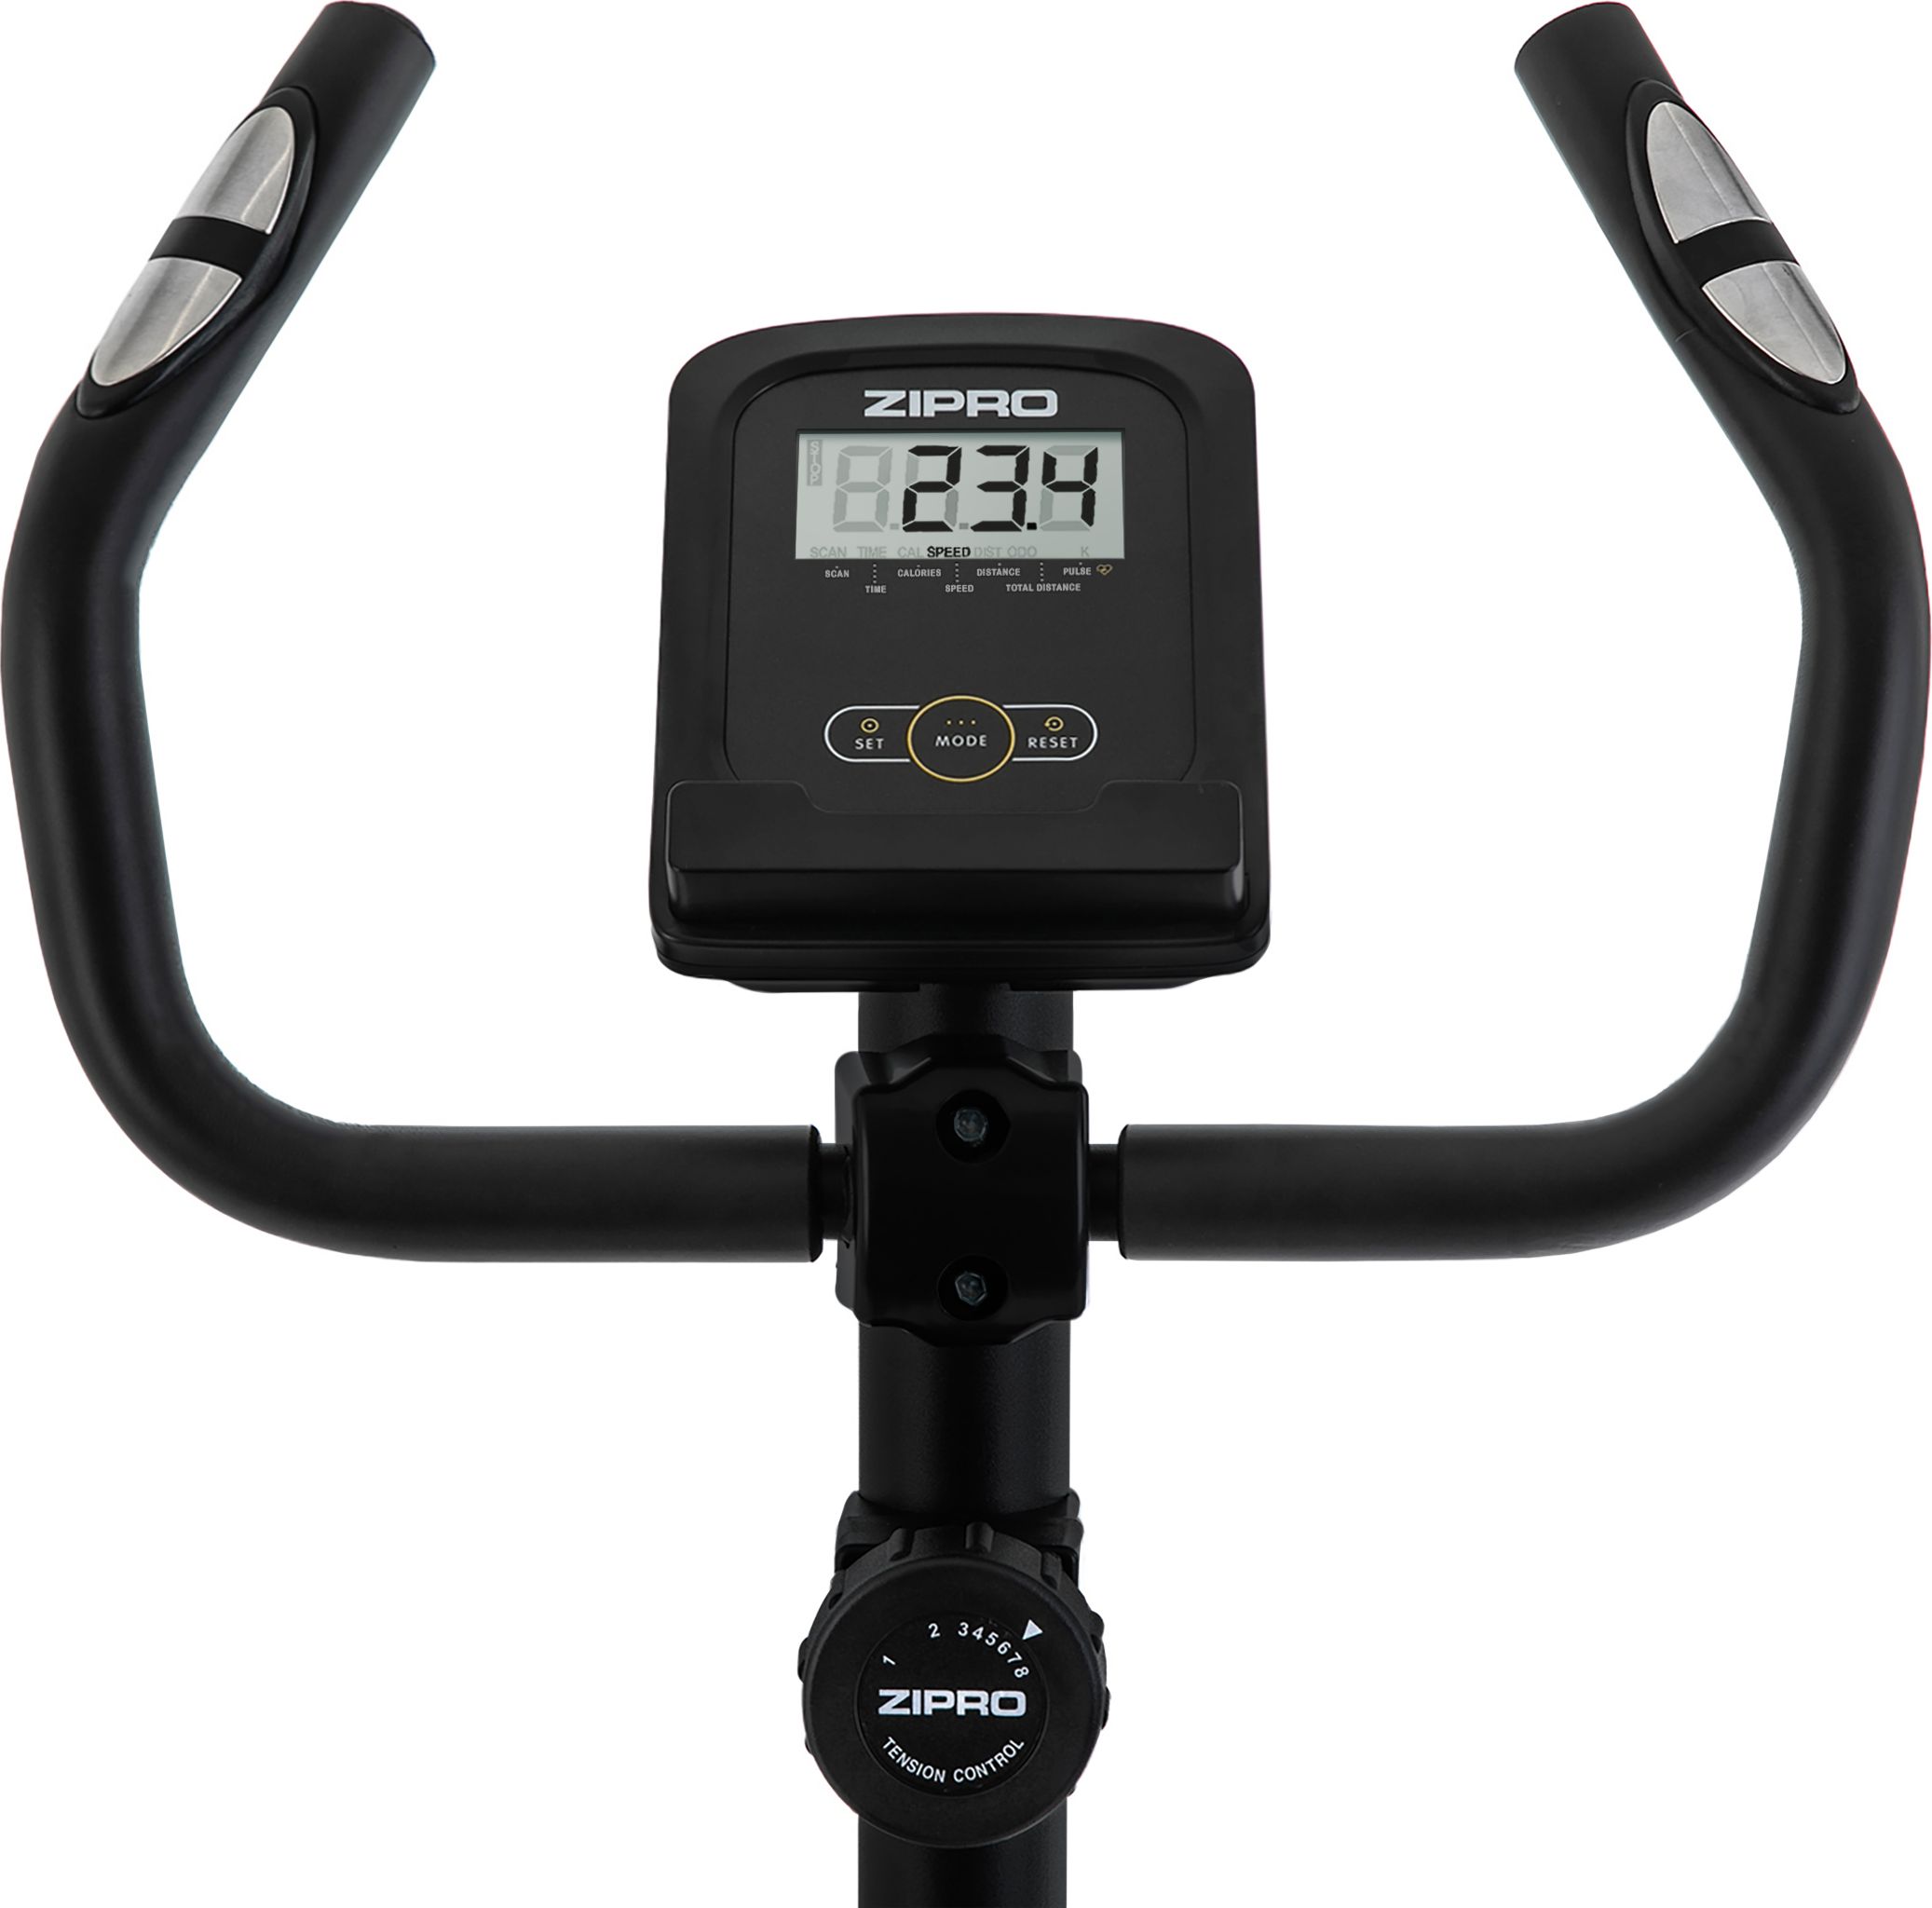 ZIPRO
STOP
23.4
SCAN TIME CAL SPEED DIST ODO K
SCAN CALORIES DISTANCE PULSE
TIME SPEED TOTAL DISTANCE
SET MODE RESET
1 2 3 4 5 6 7 8
ZIPRO
TENSION CONTROL